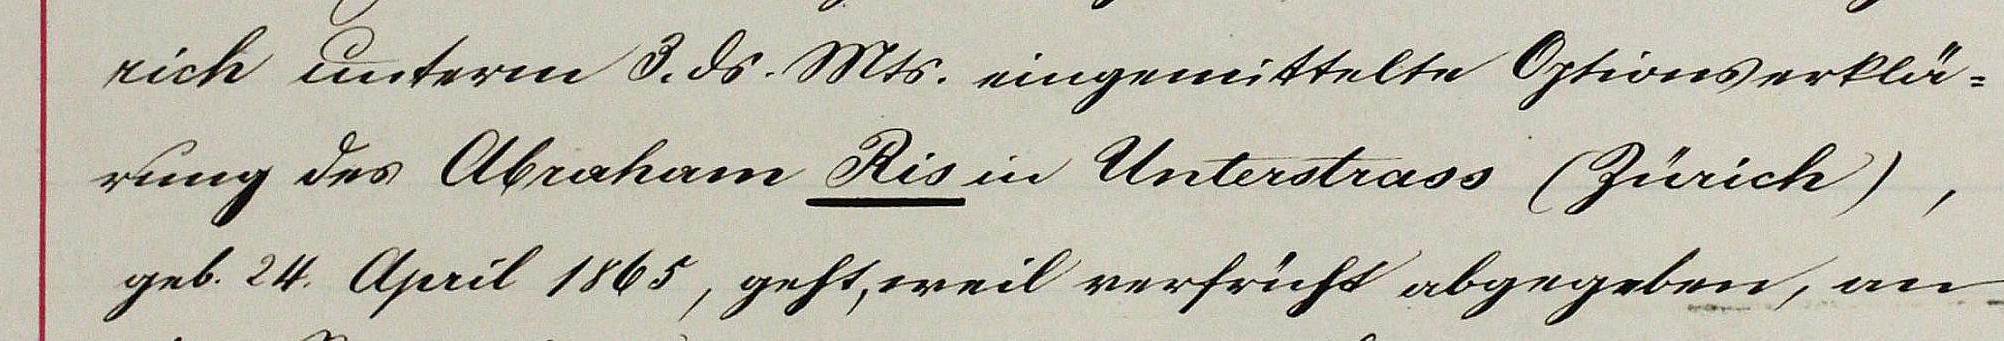 rich unterm 3. ds. Mts. eingemittelte Optionserklä=
rung des Abraham Ris in Unterstrass (Zürich),
geb. 24. April 1865, geht, weil verfrüht abgegeben, an